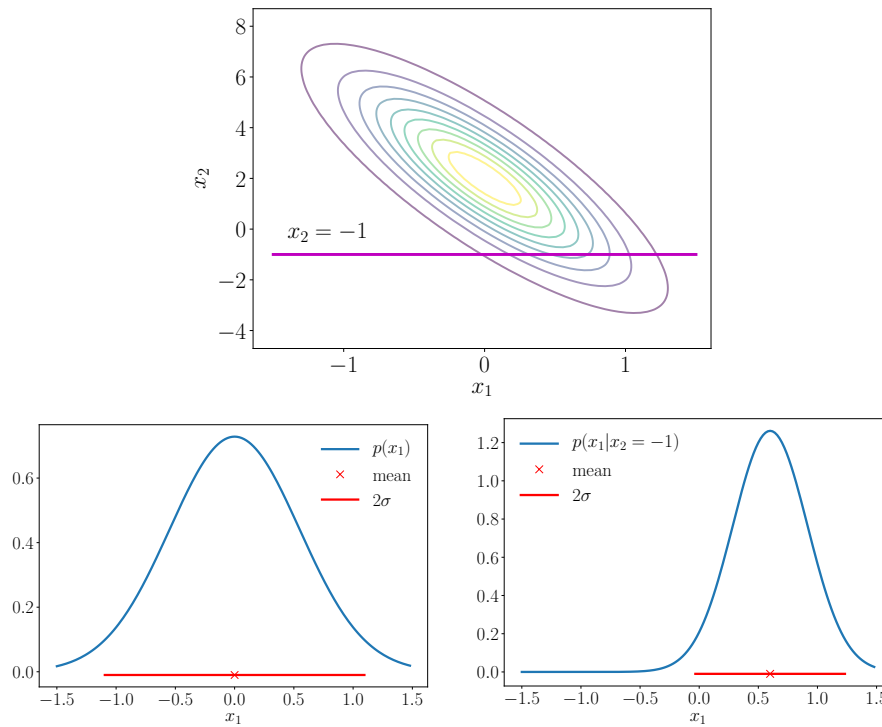 8
6
4
2
0
−2
−4
x₂
x₂ = −1
−1 0 1
x₁
p(x₁)
mean
2σ
0.6
0.4
0.2
0.0
−1.5 −1.0 −0.5 0.0 0.5 1.0 1.5
x₁
p(x₁|x₂ = −1)
mean
2σ
1.2
1.0
0.8
0.6
0.4
0.2
0.0
−1.5 −1.0 −0.5 0.0 0.5 1.0 1.5
x₁